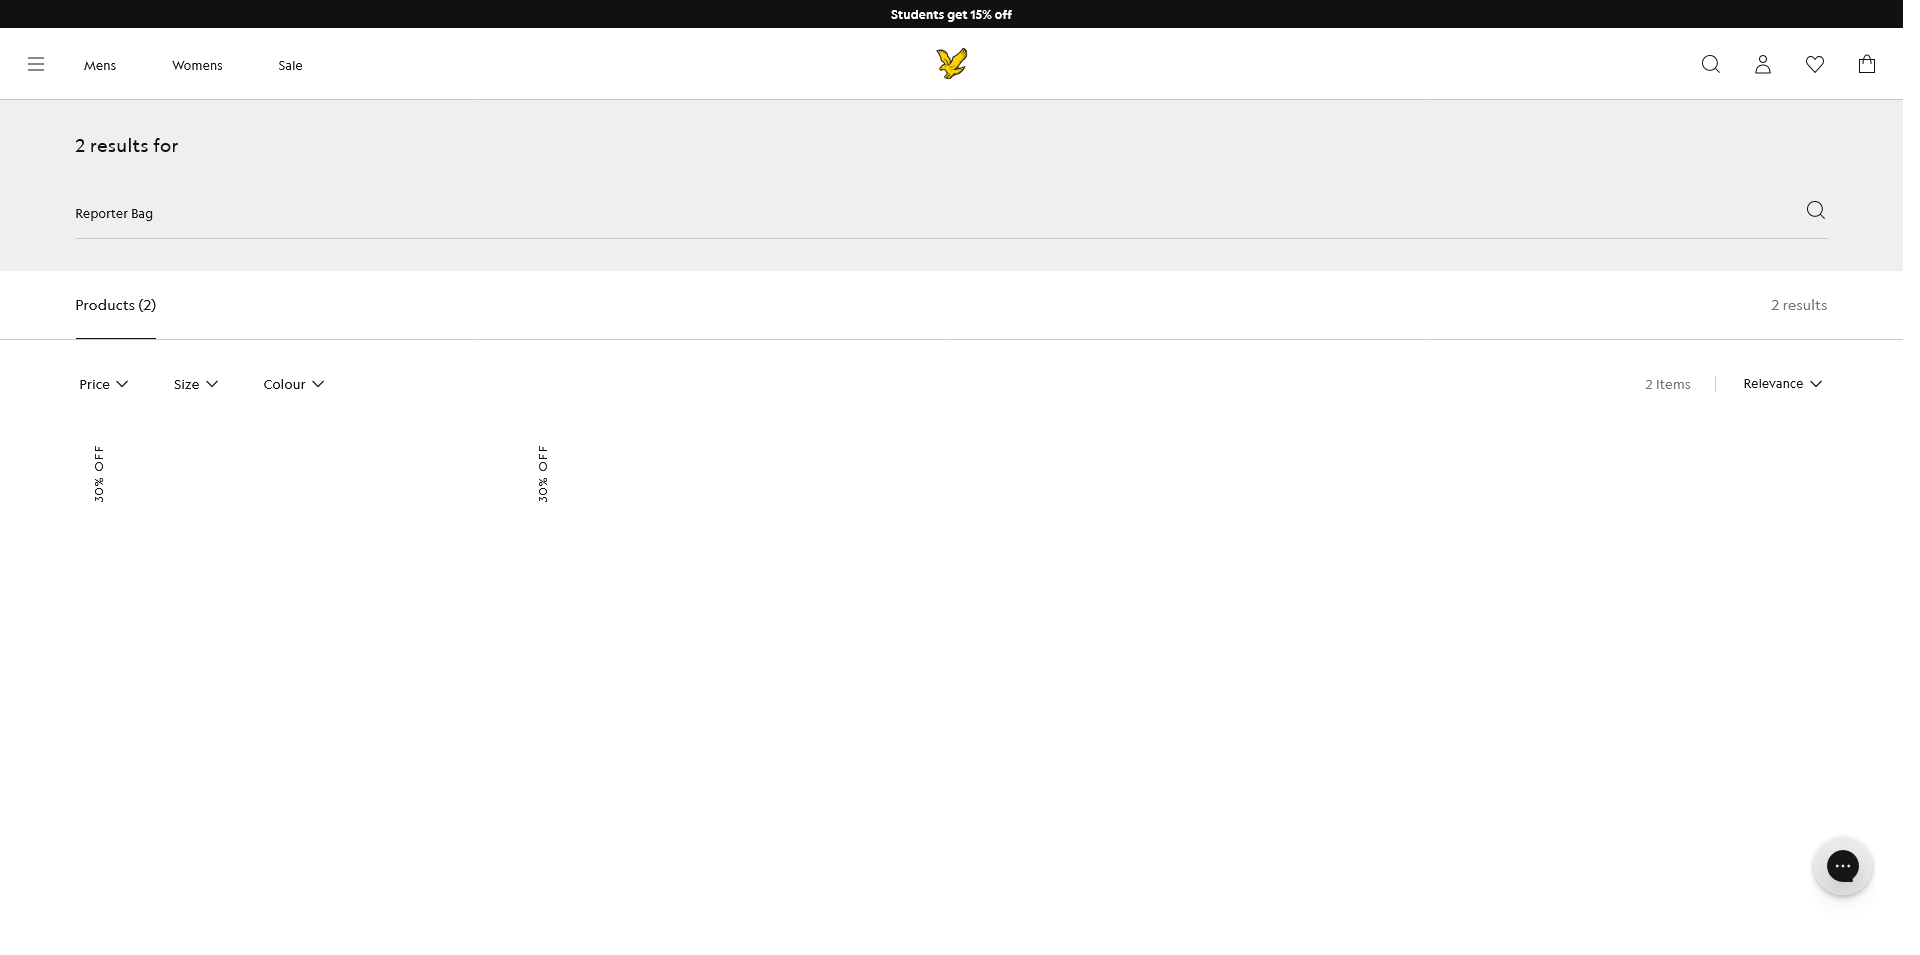 Students get 15% off
Mens
Womens
Sale
2 results for
Reporter Bag
Products (2)
2 results
Price
Size
Colour
2 Items
Relevance
30% OFF
30% OFF